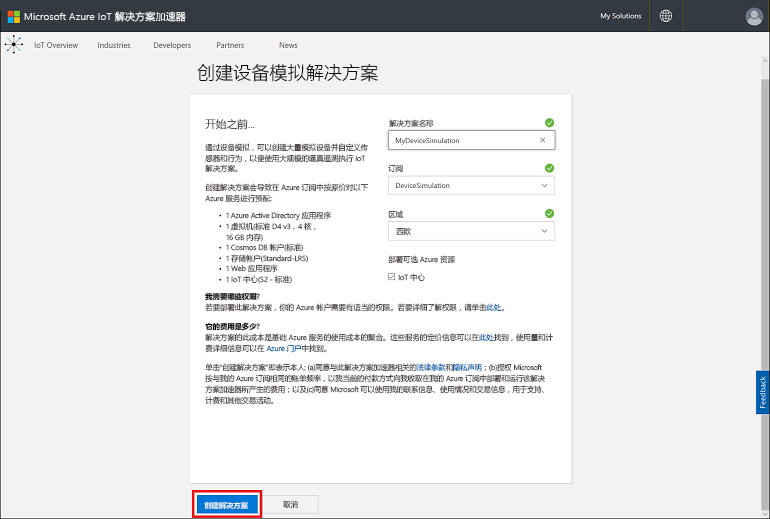 Microsoft Azure IoT 解决方案加速器
My Solutions
IoT Overview
Industries
Developers
Partners
News
创建设备模拟解决方案
开始之前...
通过设备模拟，可以创建大量模拟设备并自定义传
感器和行为，以便使用大规模的逼真遥测执行 IoT
解决方案。
创建解决方案会导致在 Azure 订阅中按原价对以下
Azure 服务进行预配:
• 1 Azure Active Directory 应用程序
• 1 虚拟机(标准 D4 v3，4 核，
16 GB 内存)
• 1 Cosmos DB 帐户(标准)
• 1 存储帐户(Standard-LRS)
• 1 Web 应用程序
• 1 IoT 中心(S2 - 标准)
解决方案名称
MyDeviceSimulation
订阅
DeviceSimulation
区域
西欧
部署可选 Azure 资源
IoT 中心
我需要哪些权限?
若要部署此解决方案，你的 Azure 帐户需要有适当的权限。若要详细了解权限，请单击此处。
它的费用是多少?
解决方案的此成本是基础 Azure 服务的使用成本的聚合。这些服务的定价信息可以在此处找到，使用量和计
费详细信息可以在 Azure 门户中找到。
单击“创建解决方案”即表示本人: (a)同意与此解决方案加速器相关的法律条款和隐私声明；(b)授权 Microsoft
按与我的 Azure 订阅相同的账单频率，以我当前的付款方式向我收取在我的 Azure 订阅中部署和运行该解决
方案加速器所产生的费用；以及(c)同意 Microsoft 可以使用我的联系信息、使用情况和交易信息，用于支持、
计费和其他交易活动。
Feedback
创建解决方案
取消